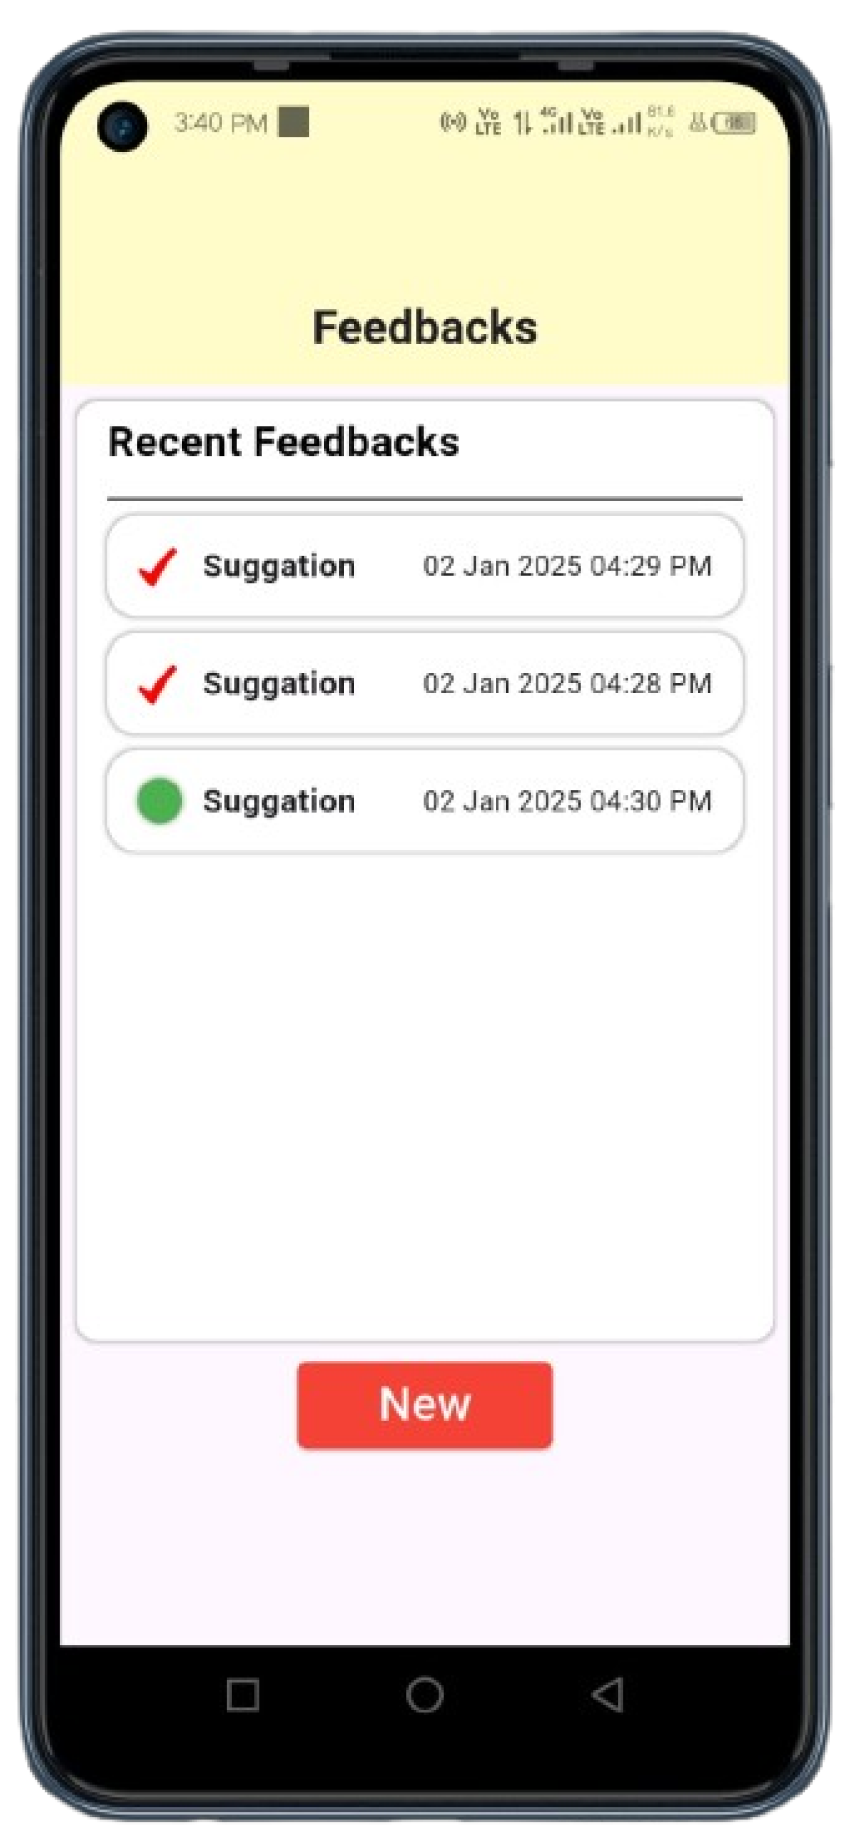 3:40 PM Vo LTE 4G Vo LTE 81.6 K/s
Feedbacks
Recent Feedbacks
Suggation 02 Jan 2025 04:29 PM
Suggation 02 Jan 2025 04:28 PM
Suggation 02 Jan 2025 04:30 PM
New